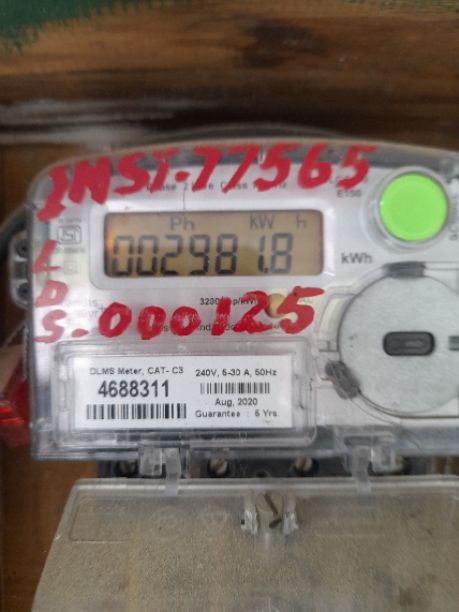 INST-77565
E150
Ph KW h
002981.8
kWh
L
D
S-000125
DLMS Meter, CAT- C3
4688311
240V, 5-30 A, 50Hz
Aug, 2020
Guarantee : 5 Yrs.